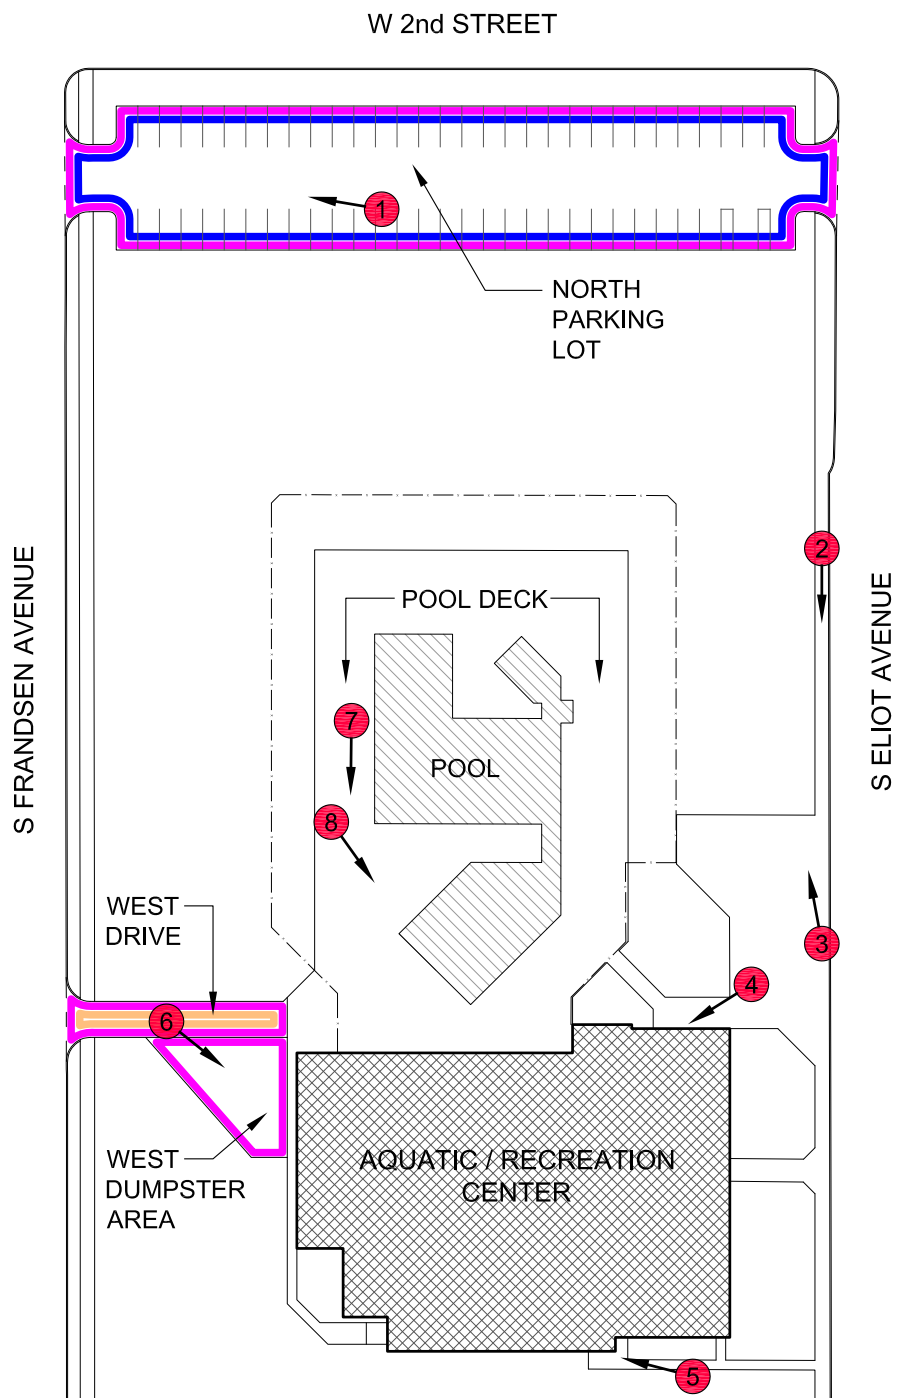 W 2nd STREET
1
NORTH
PARKING
LOT
S FRANDSEN AVENUE
S ELIOT AVENUE
2
POOL DECK
7
POOL
8
WEST
DRIVE
3
4
6
WEST
DUMPSTER
AREA
AQUATIC / RECREATION
CENTER
5